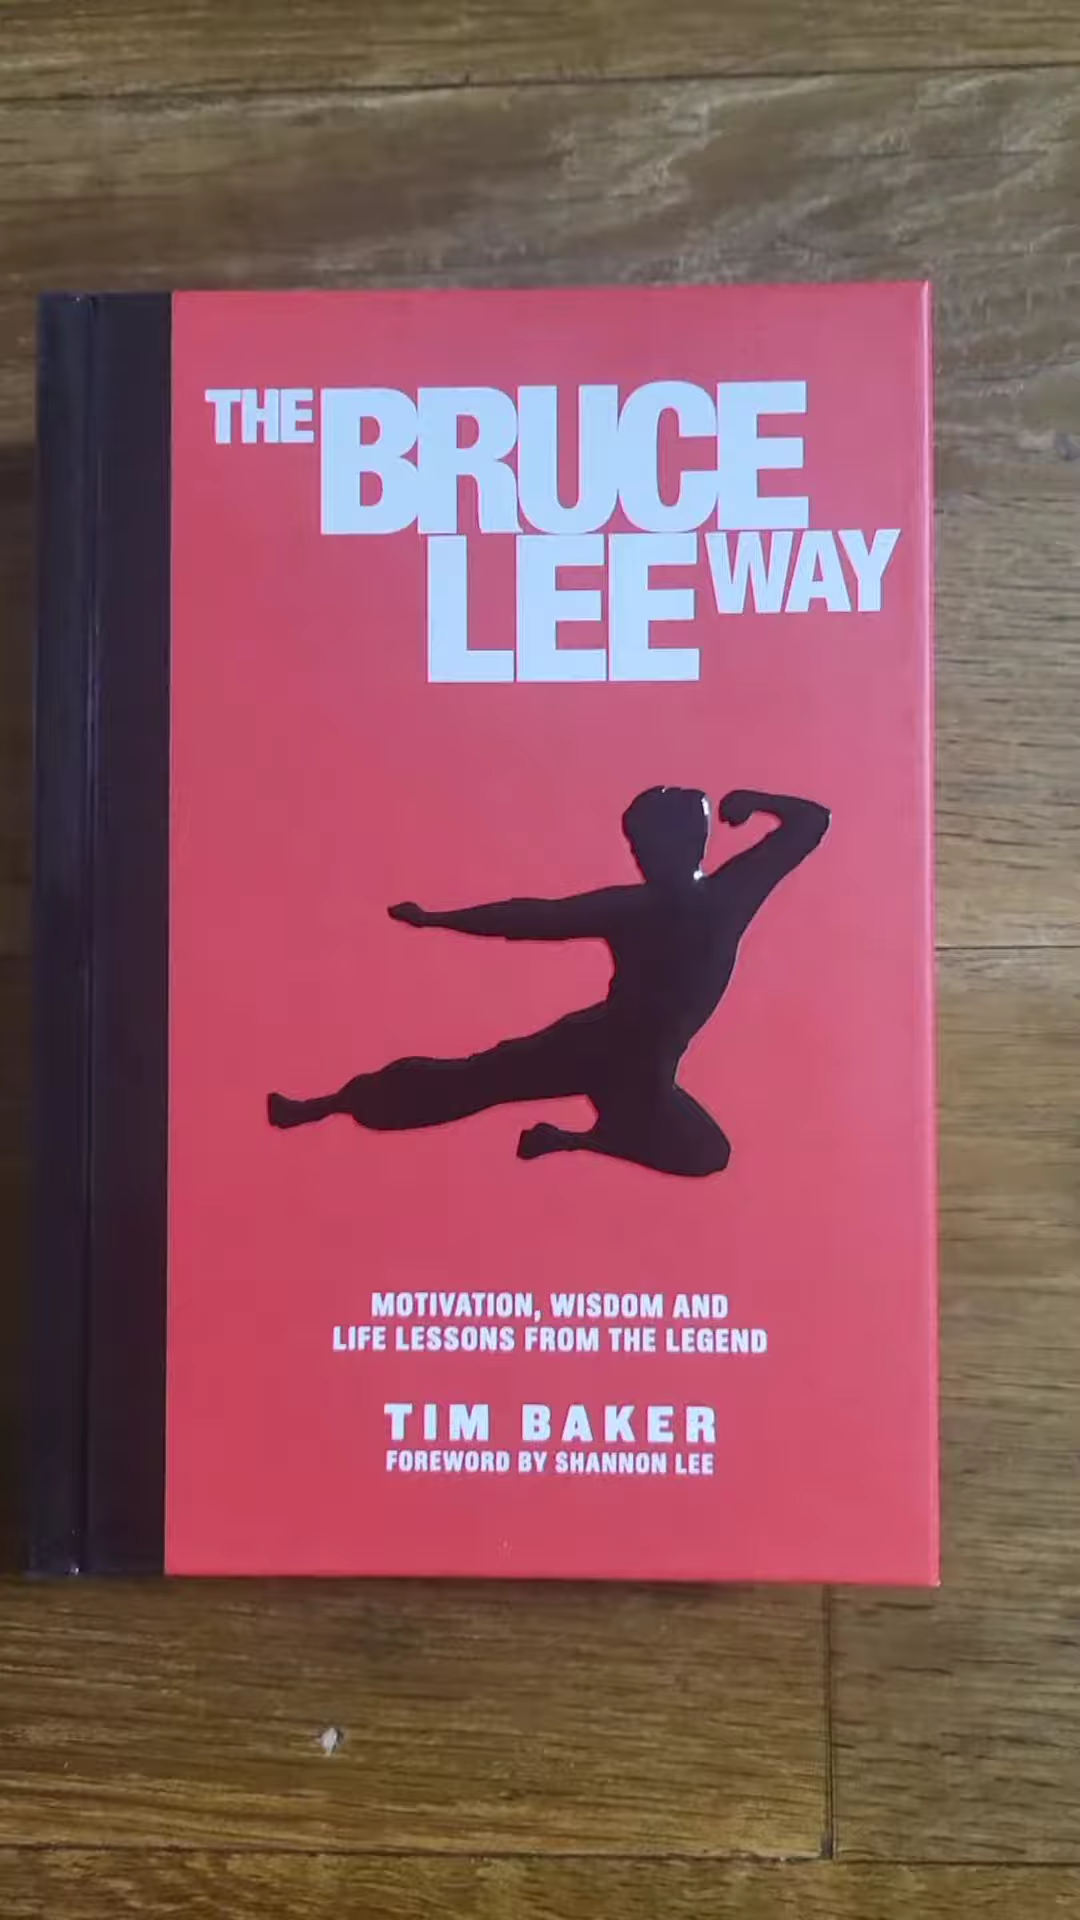 THE BRUCE
LEE WAY
MOTIVATION, WISDOM AND
LIFE LESSONS FROM THE LEGEND
TIM BAKER
FOREWORD BY SHANNON LEE